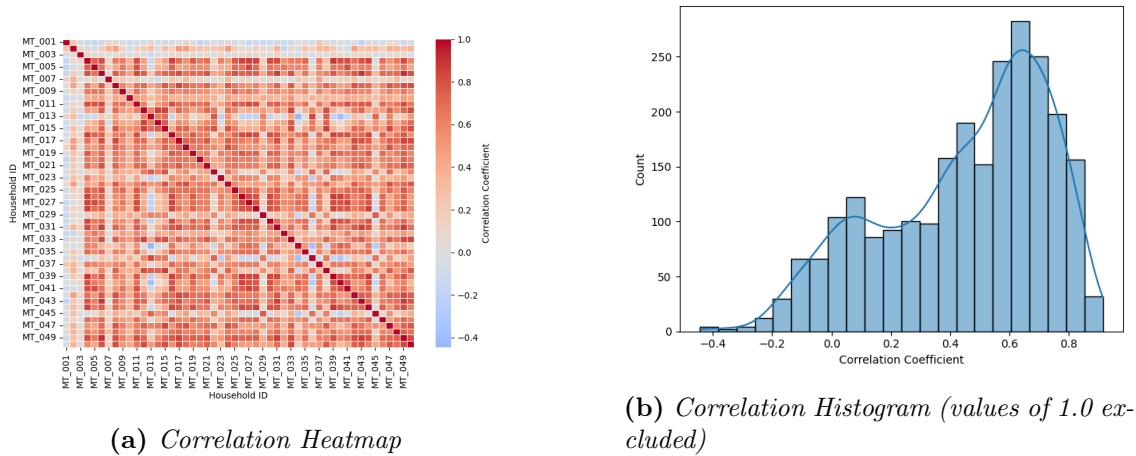 MT_001
MT_003
MT_005
MT_007
MT_009
MT_011
MT_013
MT_015
MT_017
MT_019
MT_021
MT_023
MT_025
MT_027
MT_029
MT_031
MT_033
MT_035
MT_037
MT_039
MT_041
MT_043
MT_045
MT_047
MT_049
Household ID
MT_001
MT_003
MT_005
MT_007
MT_009
MT_011
MT_013
MT_015
MT_017
MT_019
MT_021
MT_023
MT_025
MT_027
MT_029
MT_031
MT_033
MT_035
MT_037
MT_039
MT_041
MT_043
MT_045
MT_047
MT_049
Household ID
1.0
0.8
0.6
0.4
0.2
0.0
−0.2
−0.4
Correlation Coefficient
(a) Correlation Heatmap
250
200
150
100
50
0
Count
−0.4
−0.2
0.0
0.2
0.4
0.6
0.8
Correlation Coefficient
(b) Correlation Histogram (values of 1.0 ex-
cluded)